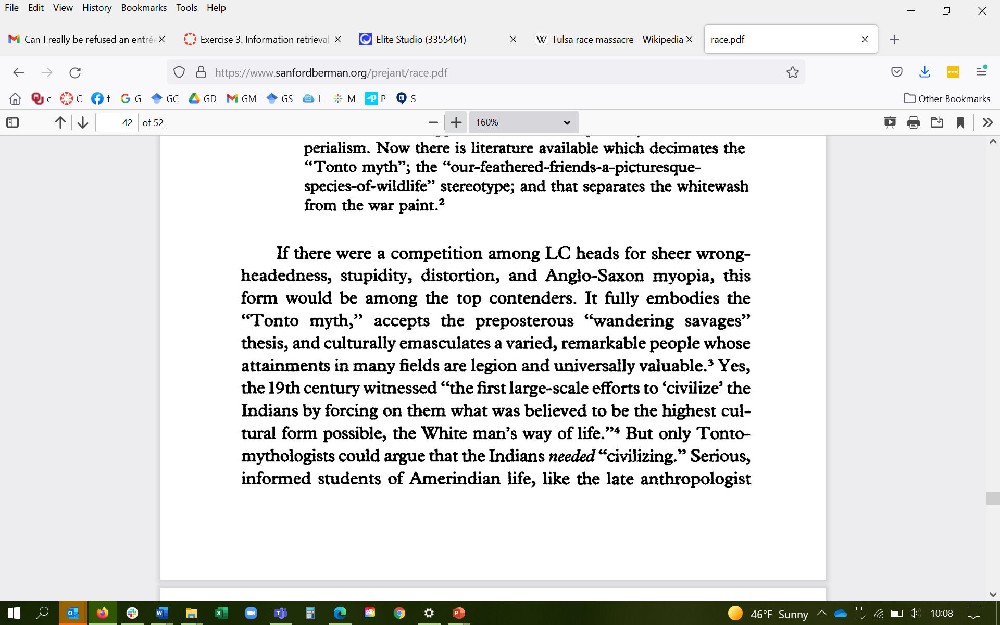 File Edit View History Bookmarks Tools Help
Can I really be refused an entrée
Exercise 3. Information retrieval
Elite Studio (3355464)
W Tulsa race massacre - Wikipedia
race.pdf
https://www.sanfordberman.org/prejant/race.pdf
c C f G GC GD GM GS L M P S Other Bookmarks
42 of 52 160%
perialism. Now there is literature available which decimates the
“Tonto myth”; the “our-feathered-friends-a-picturesque-
species-of-wildlife” stereotype; and that separates the whitewash
from the war paint.²
If there were a competition among LC heads for sheer wrong-
headedness, stupidity, distortion, and Anglo-Saxon myopia, this
form would be among the top contenders. It fully embodies the
“Tonto myth,” accepts the preposterous “wandering savages”
thesis, and culturally emasculates a varied, remarkable people whose
attainments in many fields are legion and universally valuable.³ Yes,
the 19th century witnessed “the first large-scale efforts to ‘civilize’ the
Indians by forcing on them what was believed to be the highest cul-
tural form possible, the White man’s way of life.”⁴ But only Tonto-
mythologists could argue that the Indians needed “civilizing.” Serious,
informed students of Amerindian life, like the late anthropologist
46°F Sunny 10:08